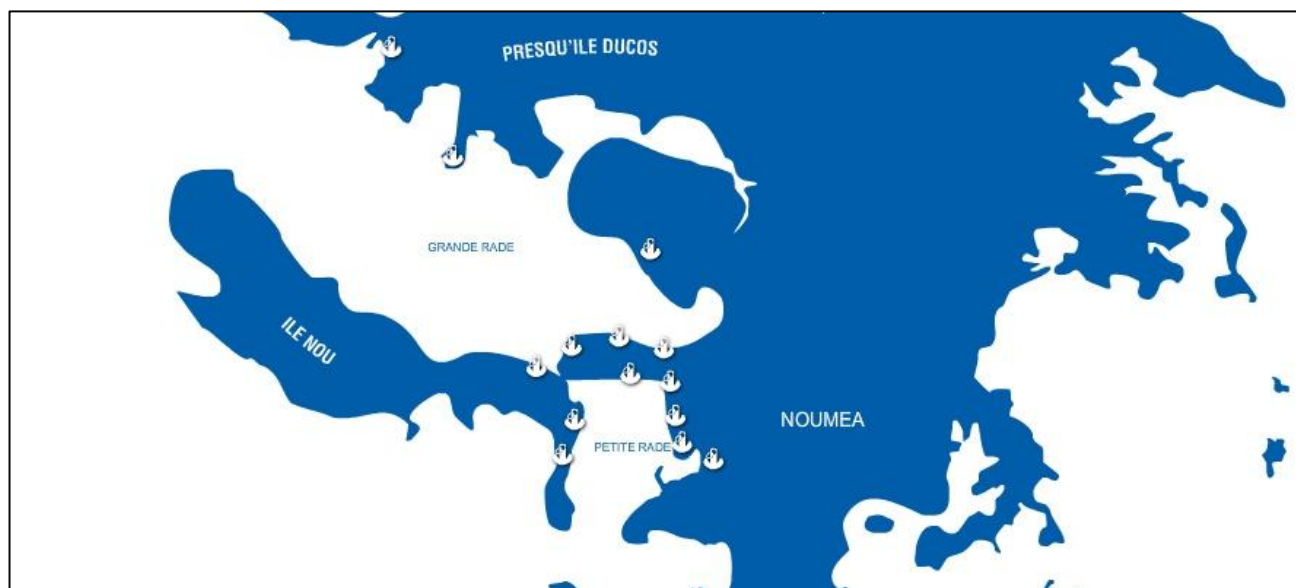 PRESQU'ILE DUCOS
GRANDE RADE
ILE NOU
NOUMEA
PETITE RADE